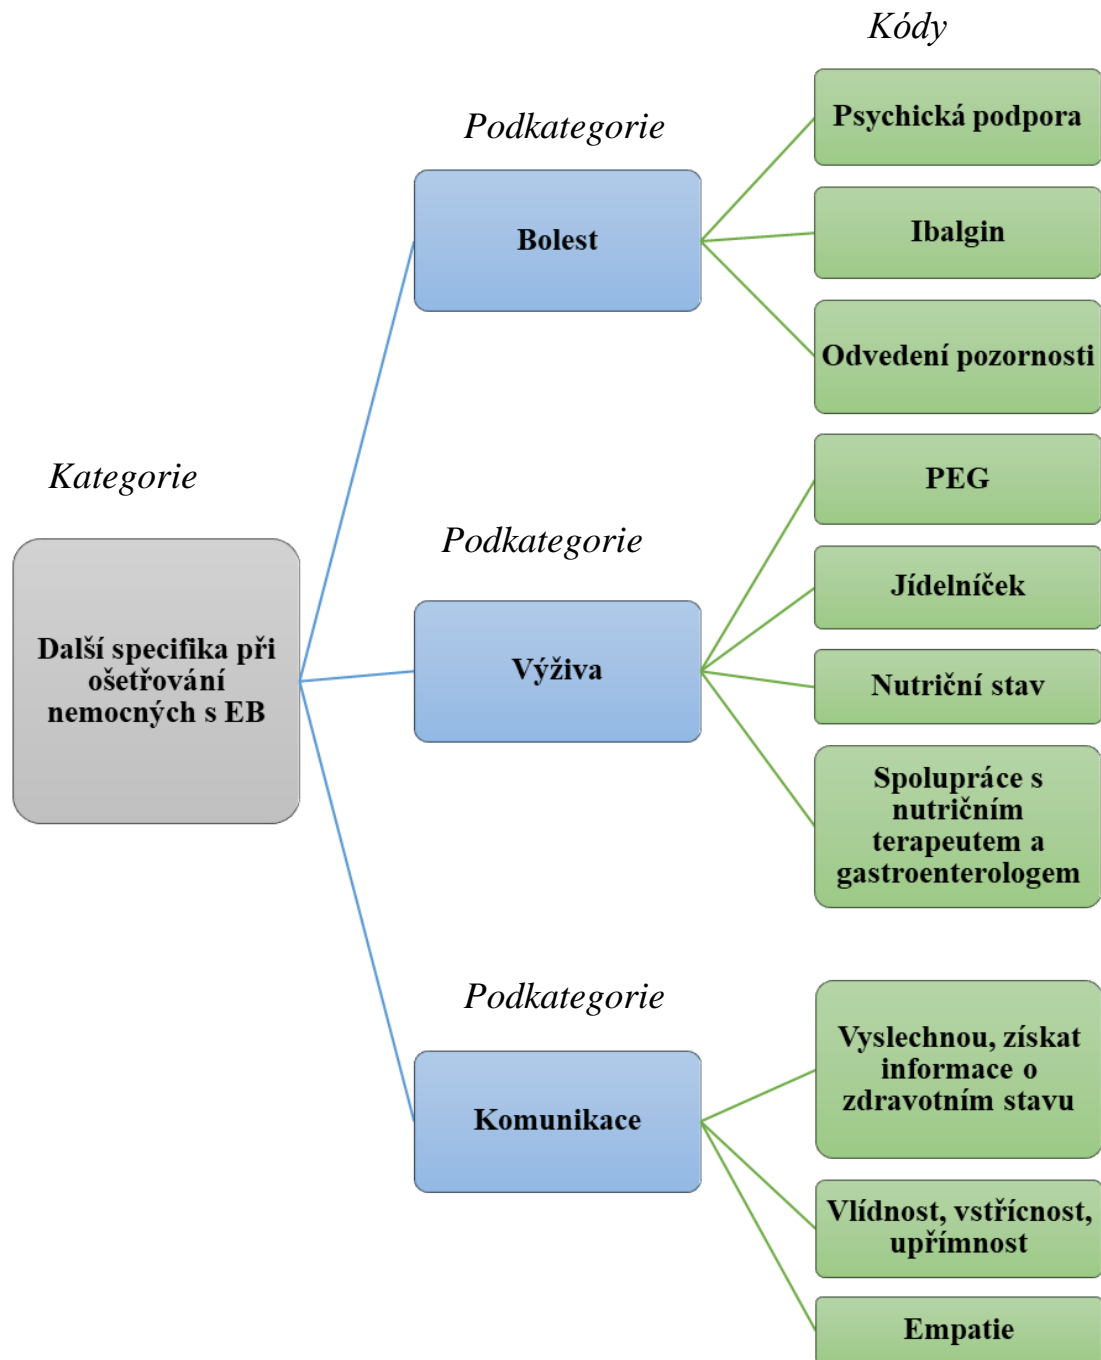 Kódy
Psychická podpora
Podkategorie
Bolest
Ibalgin
Odvedení pozornosti
Kategorie
Další specifika při
ošetřování
nemocných s EB
Podkategorie
Výživa
PEG
Jídelníček
Nutriční stav
Spolupráce s
nutričním
terapeutem a
gastroenterologem
Podkategorie
Komunikace
Vyslechnou, získat
informace o
zdravotním stavu
Vlídnost, vstřícnost,
upřímnost
Empatie